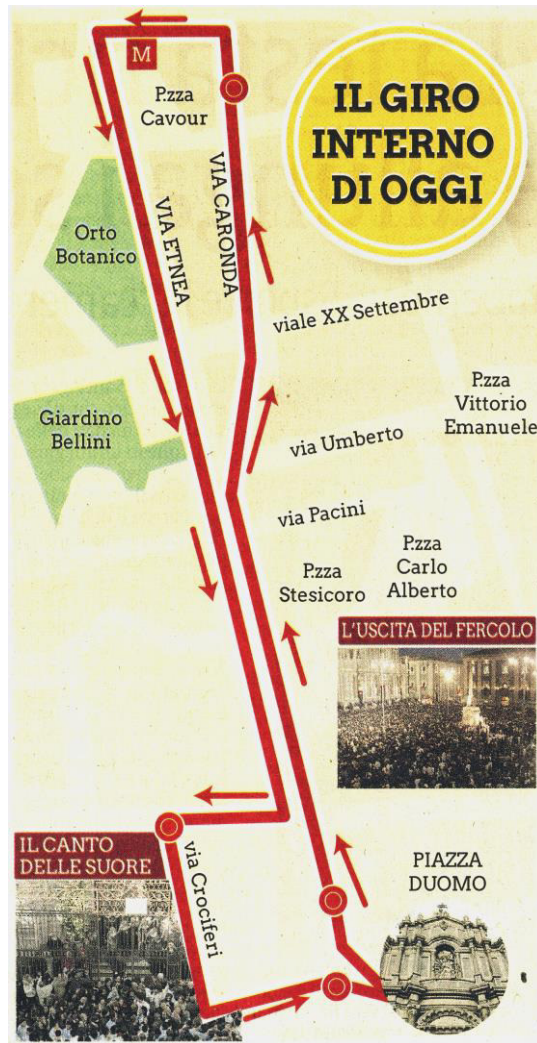 IL GIRO
INTERNO
DI OGGI
M
P.zza
Cavour
VIA CARONDA
VIA ETNEA
Orto
Botanico
viale XX Settembre
P.zza
Vittorio
Emanuele
Giardino
Bellini
via Umberto
via Pacini
P.zza
Carlo
Alberto
P.zza
Stesicoro
L'USCITA DEL FERCOLO
IL CANTO
DELLE SUORE
via Crociferi
PIAZZA
DUOMO